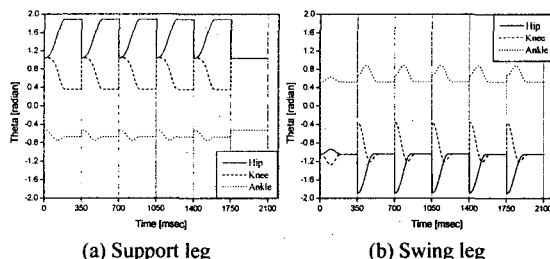 2.0
1.6
1.2
0.8
0.4
0.0
-0.4
-0.8
-1.2
-1.6
-2.0
Theta [radian]
Hip
Knee
Ankle
0 350 700 1050 1400 1750 2100
Time [msec]
(a) Support leg
2.0
1.6
1.2
0.8
0.4
0.0
-0.4
-0.8
-1.2
-1.6
-2.0
Theta [radian]
Hip
Knee
Ankle
0 350 700 1050 1400 1750 2100
Time [msec]
(b) Swing leg